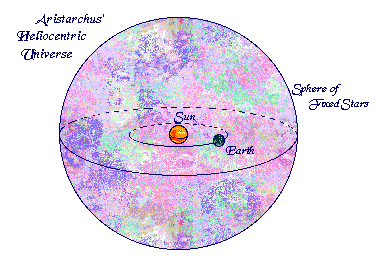 Aristarchus'
Heliocentric
Universe
Sphere of
Fixed Stars
Sun
Earth